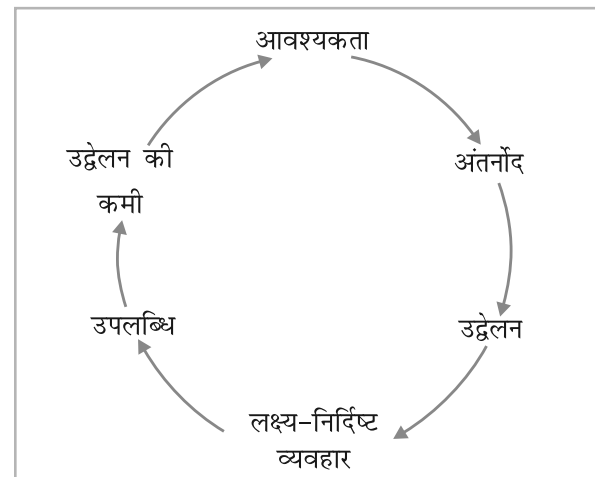 आवश्यकता
अंतर्नोद
उद्वेलन
लक्ष्य-निर्दिष्ट
व्यवहार
उपलब्धि
उद्वेलन की
कमी